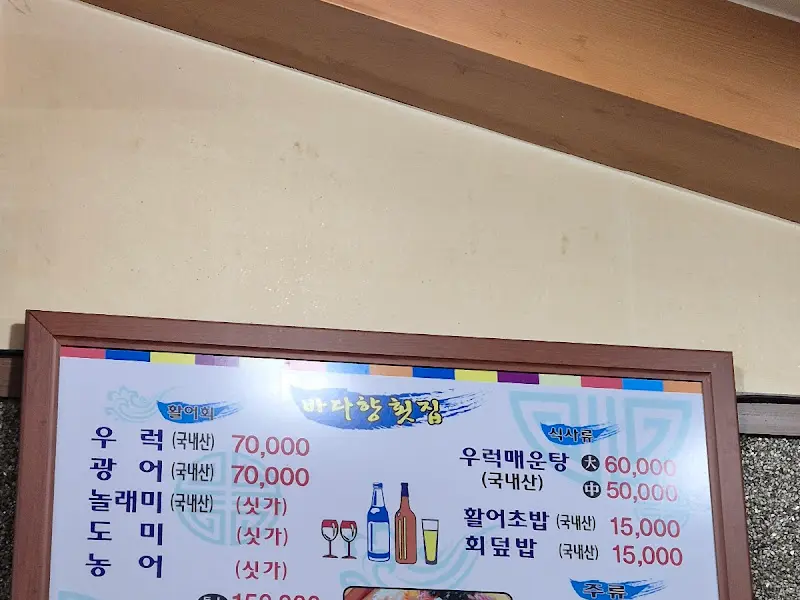 바다향횟집
활어회
우 럭 (국내산) 70,000
광 어 (국내산) 70,000
놀래미 (국내산) (싯가)
도 미 (싯가)
농 어 (싯가)
식사류
우럭매운탕 大 60,000
(국내산) 中 50,000
활어초밥 (국내산) 15,000
회덮밥 (국내산) 15,000
주류